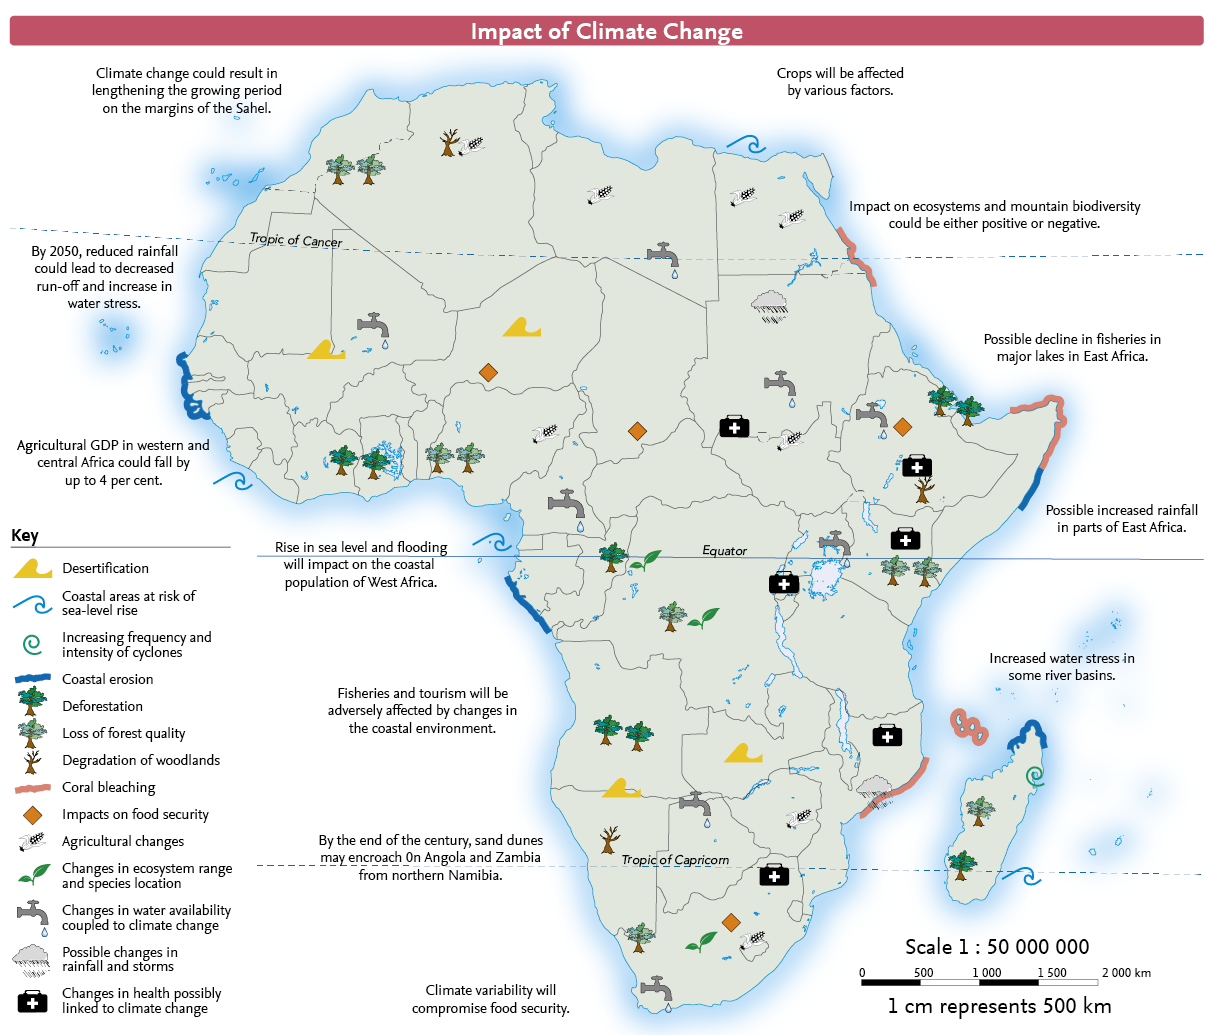 Impact of Climate Change
Climate change could result in
lengthening the growing period
on the margins of the Sahel.
Crops will be affected
by various factors.
Impact on ecosystems and mountain biodiversity
could be either positive or negative.
Tropic of Cancer
By 2050, reduced rainfall
could lead to decreased
run-off and increase in
water stress.
Possible decline in fisheries in
major lakes in East Africa.
Agricultural GDP in western and
central Africa could fall by
up to 4 per cent.
Possible increased rainfall
in parts of East Africa.
Rise in sea level and flooding
will impact on the coastal
population of West Africa.
Equator
Increased water stress in
some river basins.
Fisheries and tourism will be
adversely affected by changes in
the coastal environment.
By the end of the century, sand dunes
may encroach 0n Angola and Zambia
from northern Namibia.
Tropic of Capricorn
Climate variability will
compromise food security.
Key
Desertification
Coastal areas at risk of
sea-level rise
Increasing frequency and
intensity of cyclones
Coastal erosion
Deforestation
Loss of forest quality
Degradation of woodlands
Coral bleaching
Impacts on food security
Agricultural changes
Changes in ecosystem range
and species location
Changes in water availability
coupled to climate change
Possible changes in
rainfall and storms
Changes in health possibly
linked to climate change
Scale 1 : 50 000 000
0 500 1 000 1 500 2 000 km
1 cm represents 500 km